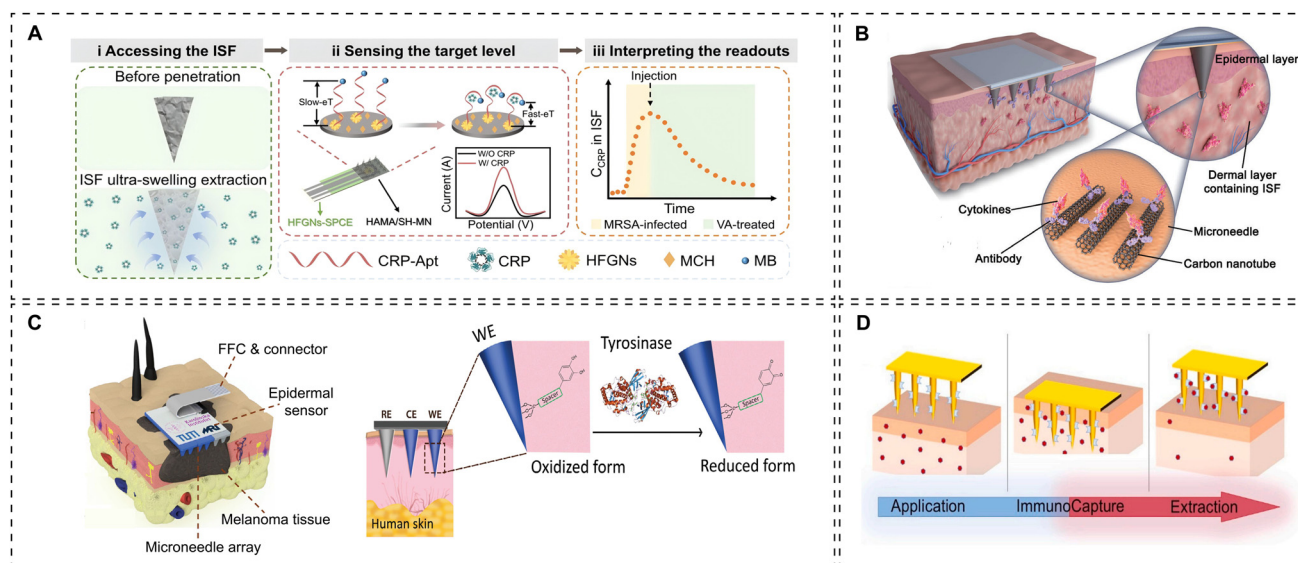 A
i Accessing the ISF
ii Sensing the target level
iii Interpreting the readouts
Before penetration
ISF ultra-swelling extraction
Slow-eT
Fast-eT
HFGNs-SPCE
HAMA/SH-MN
W/O CRP
W/ CRP
Current (A)
Potential (V)
Injection
C_CRP in ISF
Time
MRSA-infected
VA-treated
CRP-Apt
CRP
HFGNs
MCH
MB
B
Epidermal layer
Dermal layer
containing ISF
Cytokines
Antibody
Microneedle
Carbon nanotube
C
FFC & connector
Epidermal
sensor
TUTI
Melanoma tissue
Microneedle array
RE
CE
WE
Human skin
WE
Spacer
Oxidized form
Tyrosinase
Spacer
Reduced form
D
Application
ImmunoCapture
Extraction